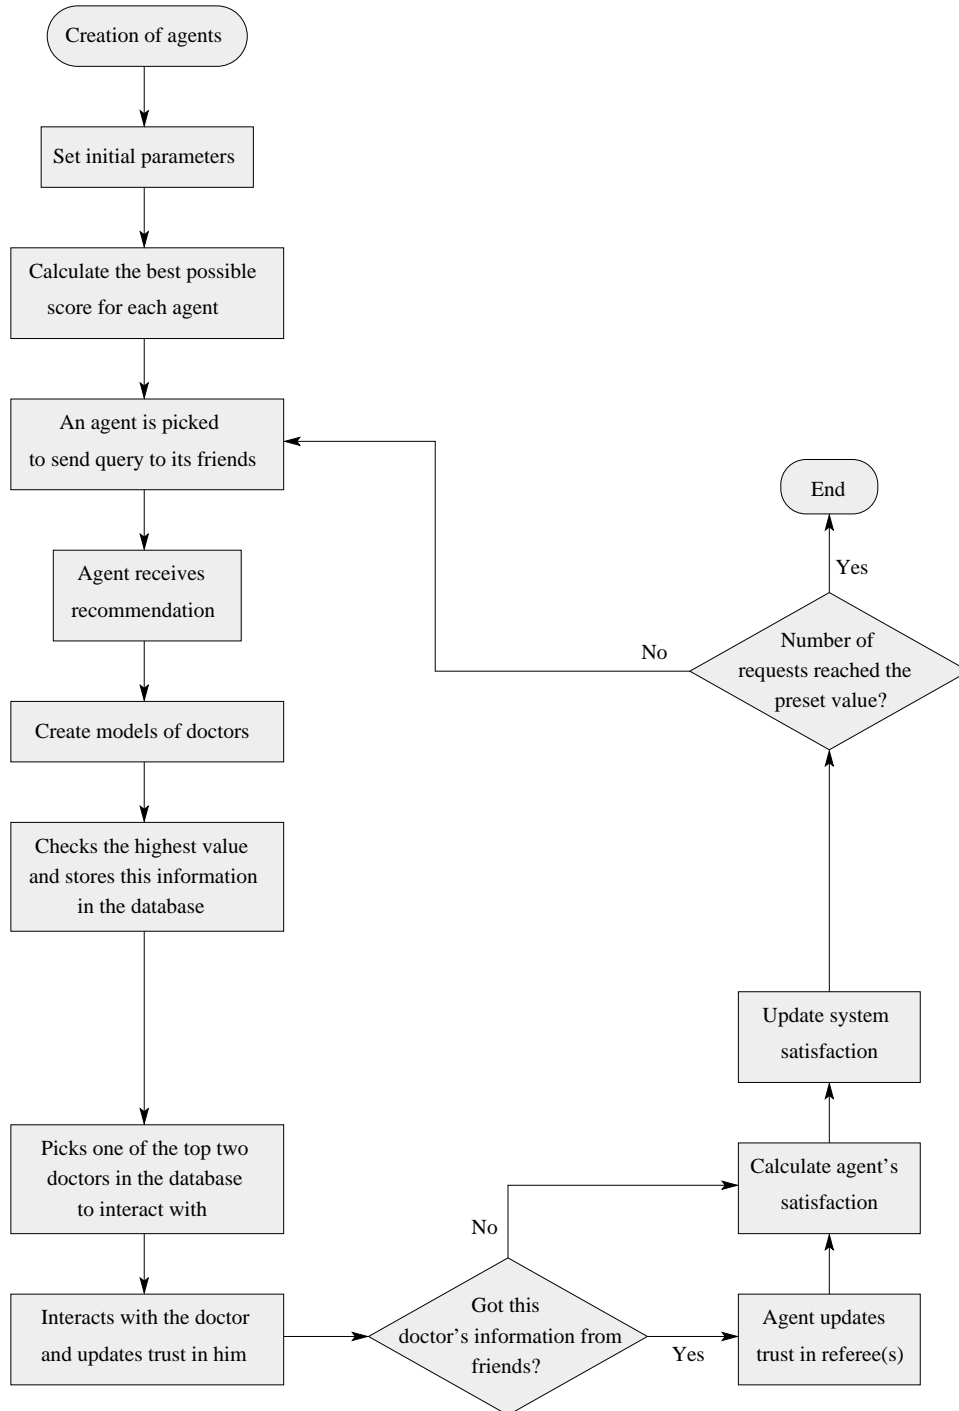 Creation of agents
Set initial parameters
Calculate the best possible
score for each agent
An agent is picked
to send query to its friends
Agent receives
recommendation
Create models of doctors
Checks the highest value
and stores this information
in the database
Picks one of the top two
doctors in the database
to interact with
Interacts with the doctor
and updates trust in him
Got this
doctor's information from
friends?
No
Yes
Agent updates
trust in referee(s)
Calculate agent's
satisfaction
Update system
satisfaction
Number of
requests reached the
preset value?
No
Yes
End